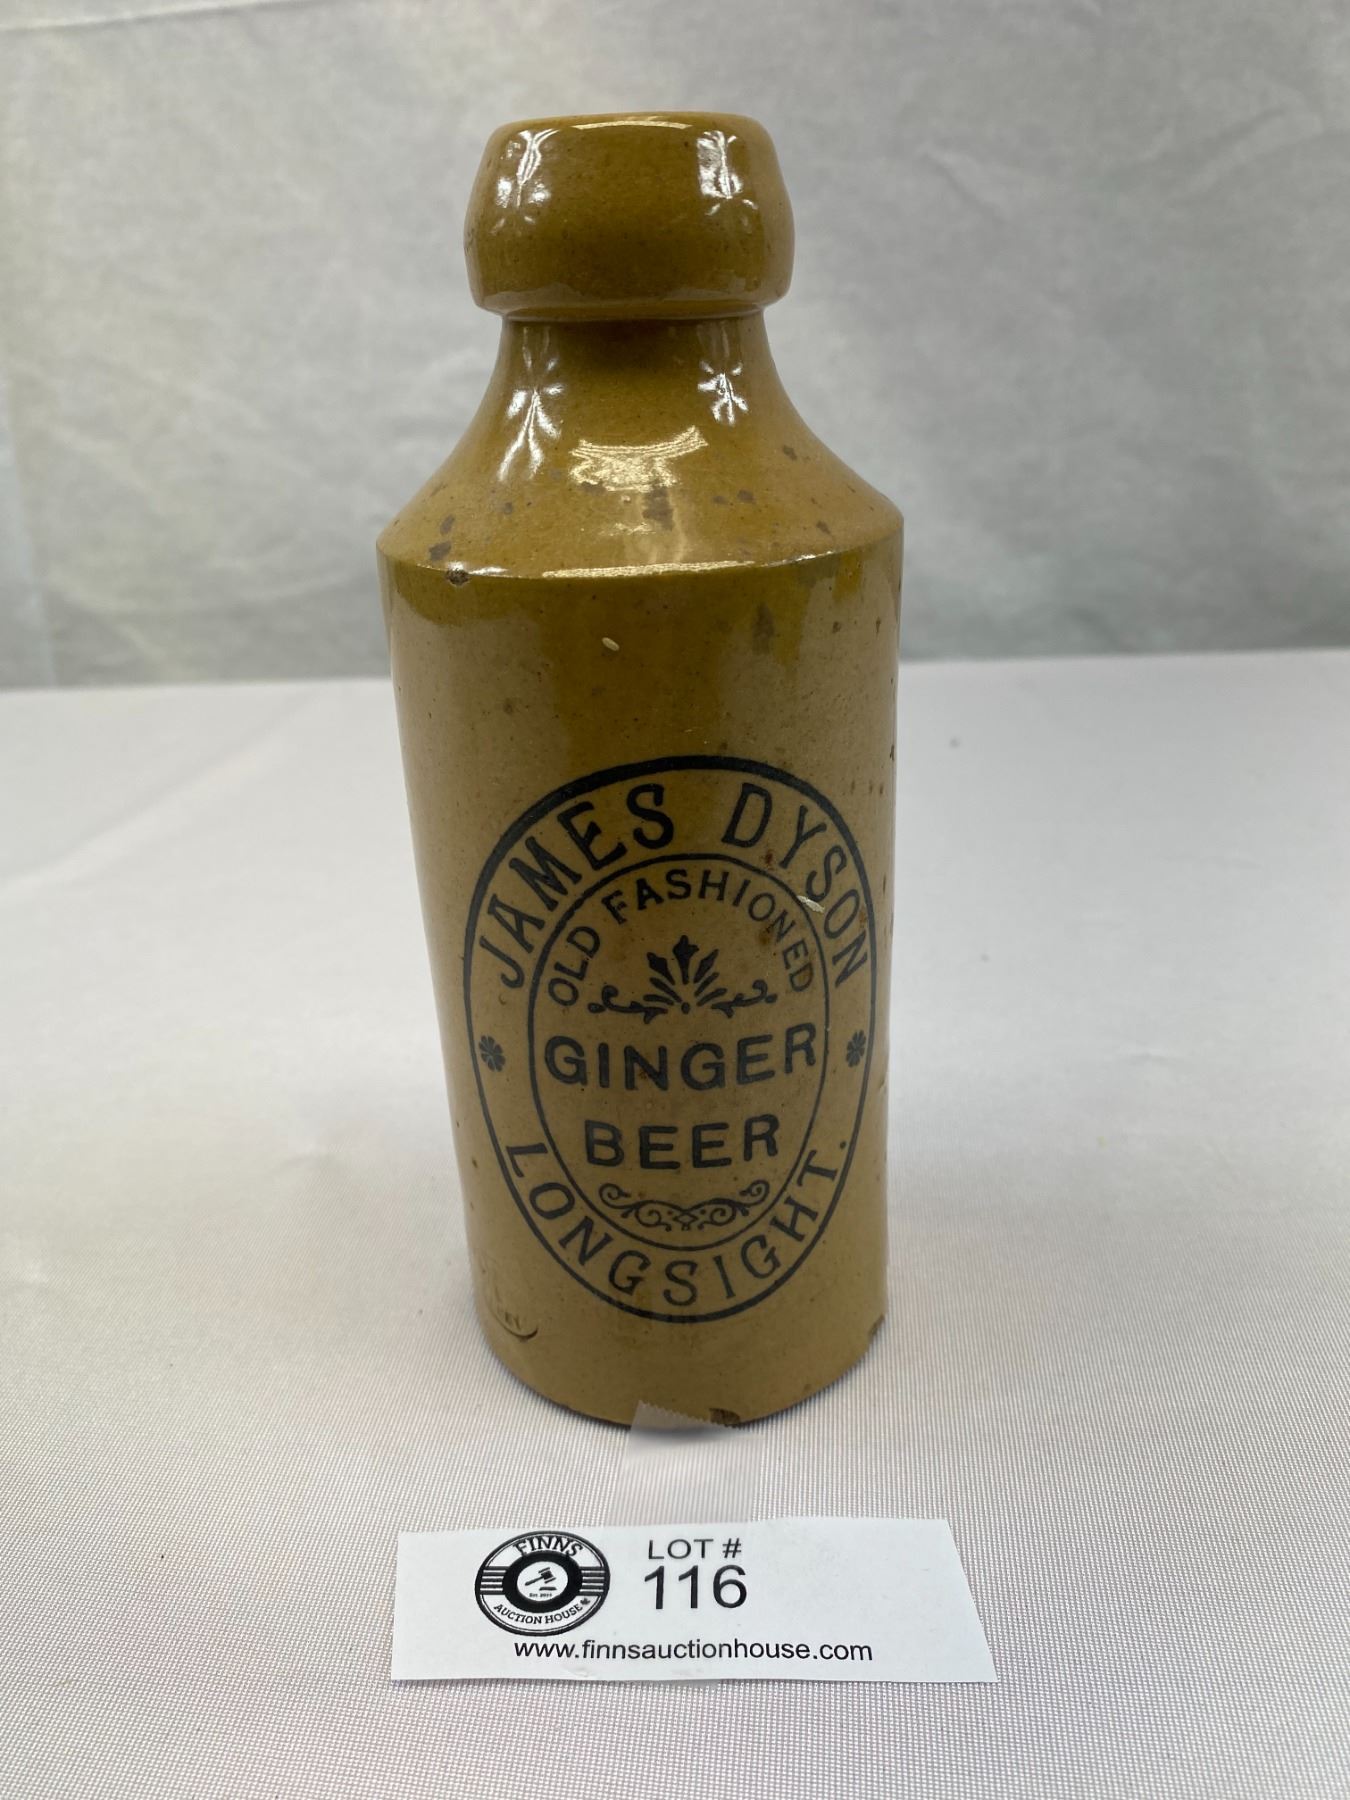 JAMES DYSON
OLD FASHIONED
GINGER
BEER
LONGSIGHT.
FINNS
AUCTION HOUSE
LOT #
116
www.finnsauctionhouse.com